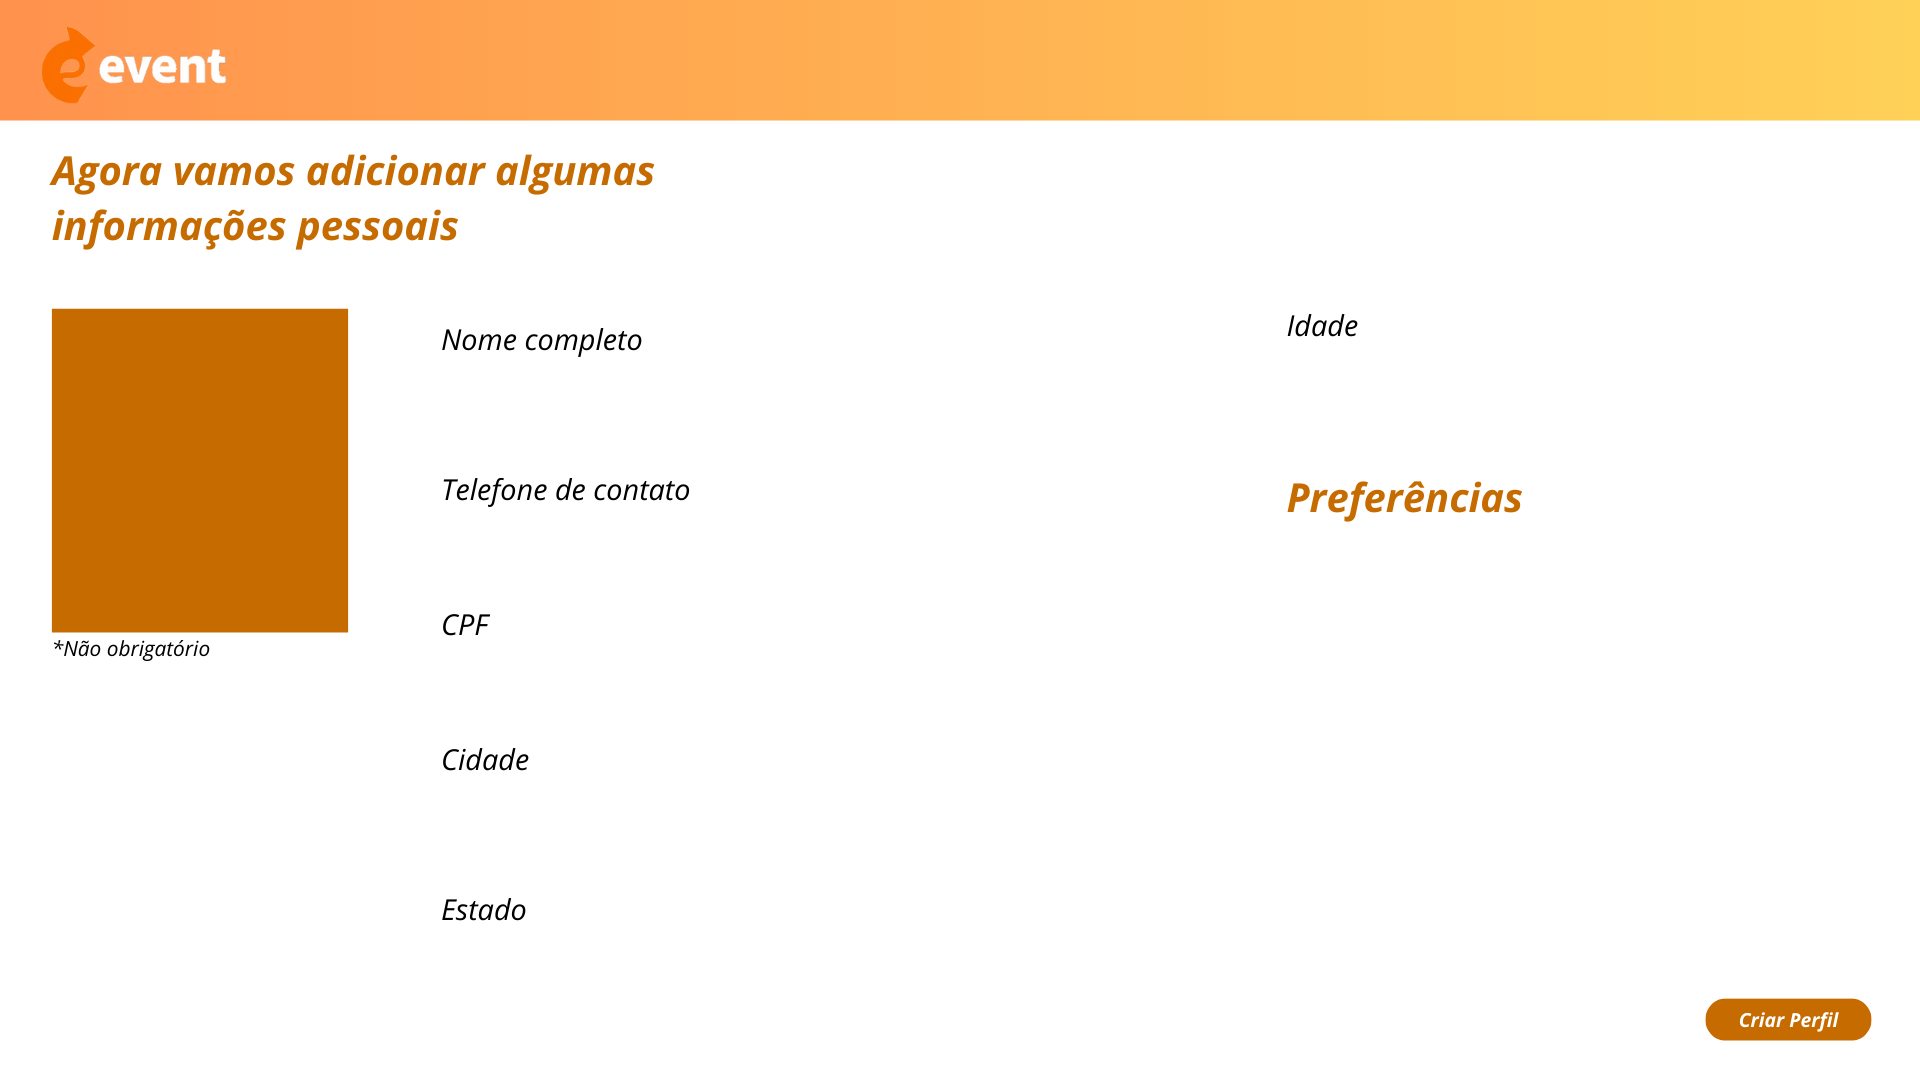 event
Agora vamos adicionar algumas
informações pessoais
Nome completo
Idade
Telefone de contato
Preferências
CPF
*Não obrigatório
Cidade
Estado
Criar Perfil